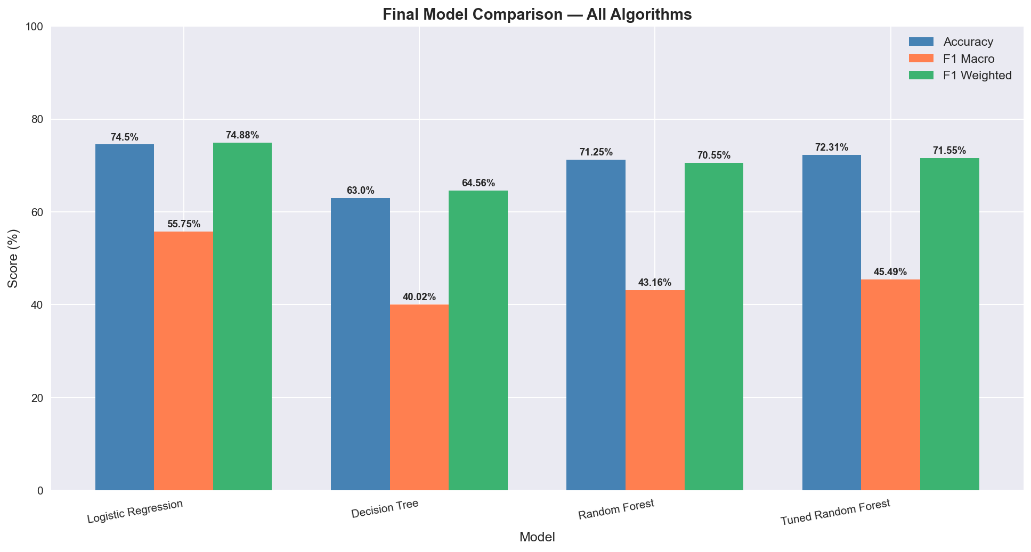 Final Model Comparison — All Algorithms
Accuracy
F1 Macro
F1 Weighted
Score (%)
100
80
60
40
20
0
74.5%
55.75%
74.88%
63.0%
40.02%
64.56%
71.25%
43.16%
70.55%
72.31%
45.49%
71.55%
Logistic Regression
Decision Tree
Random Forest
Tuned Random Forest
Model